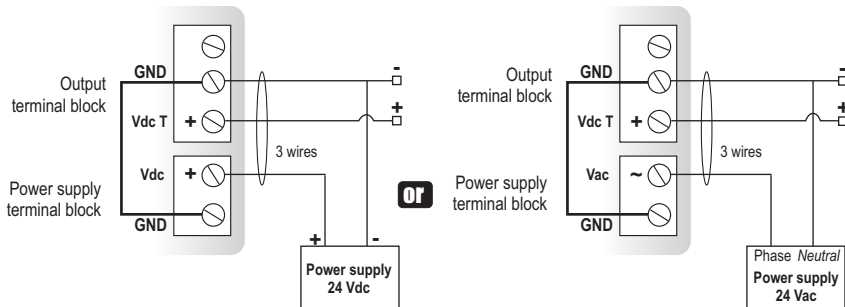 GND
Output
terminal block
Vdc T
+
-
+
3 wires
Vdc
+
Power supply
terminal block
GND
+ -
Power supply
24 Vdc
or
GND
Output
terminal block
Vdc T
+
-
+
3 wires
Vac
~
Power supply
terminal block
GND
Phase Neutral
Power supply
24 Vac